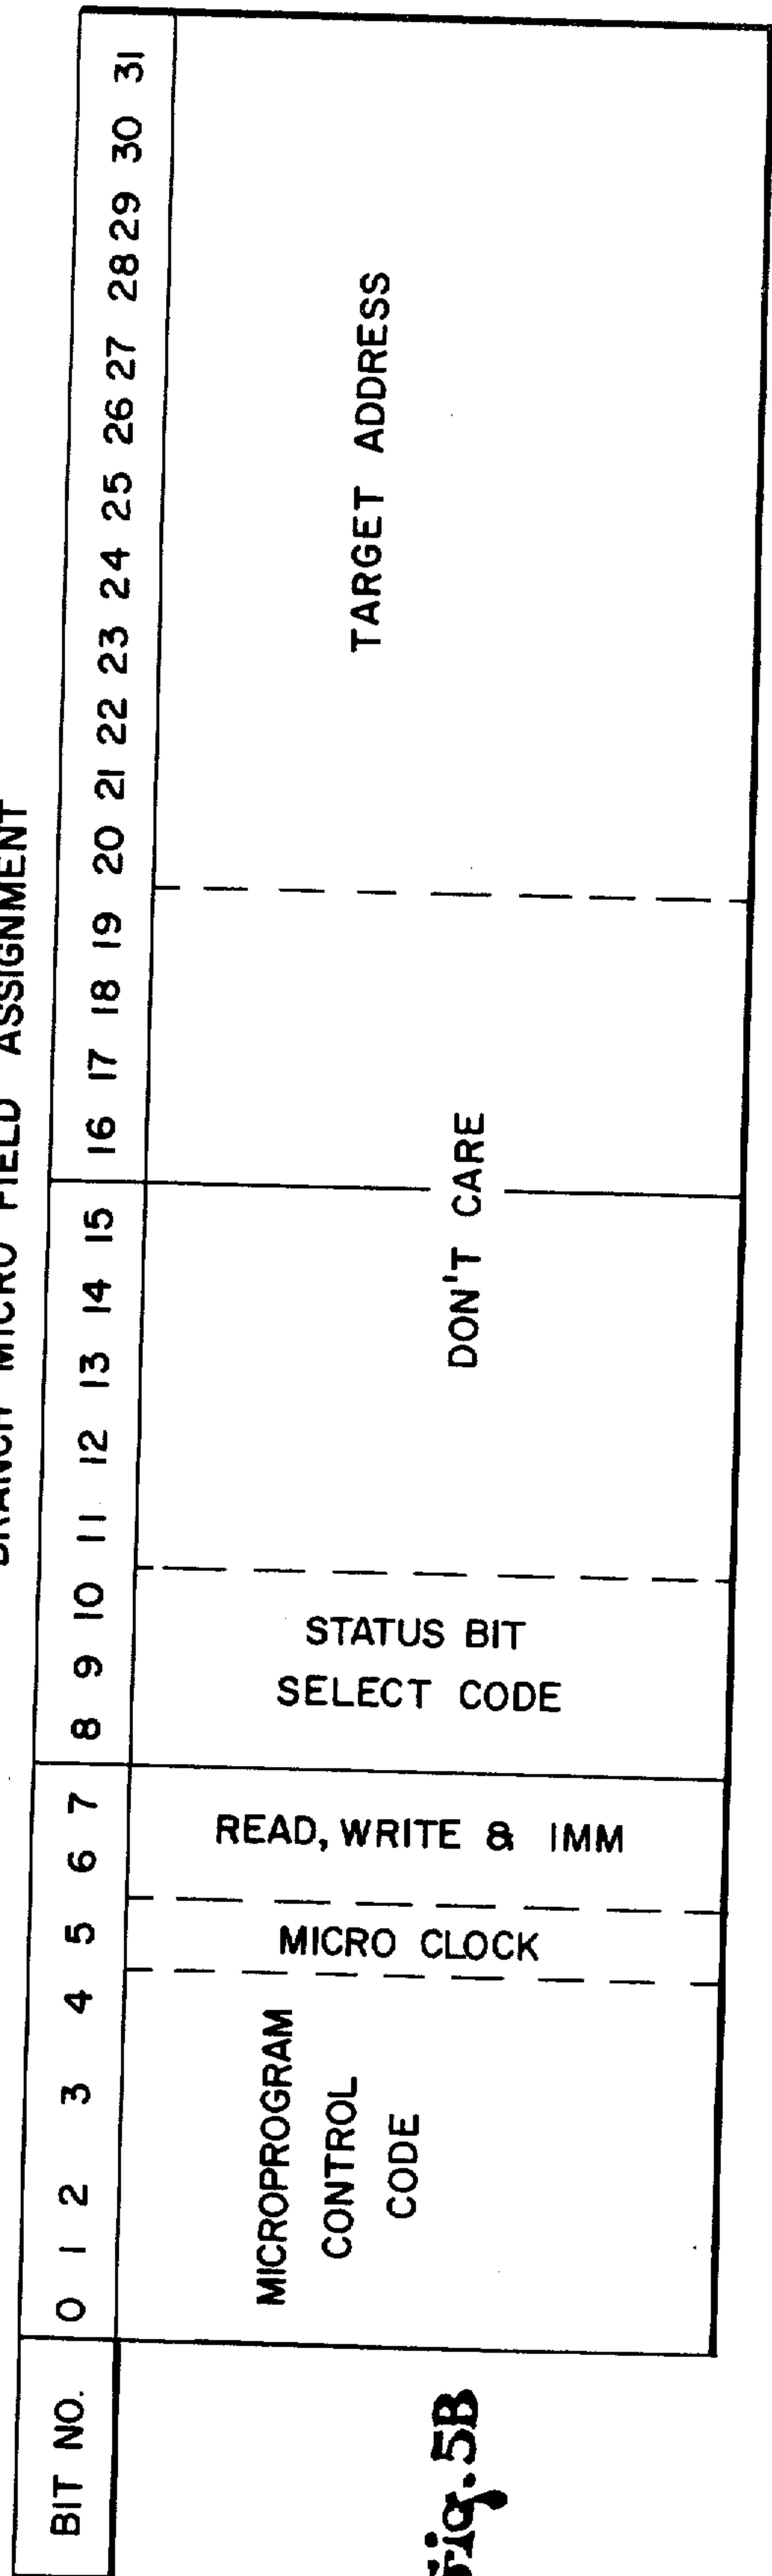 BRANCH MICRO FIELD ASSIGNMENT
BIT NO. 0 1 2 3 4 5 6 7 8 9 10 11 12 13 14 15 16 17 18 19 20 21 22 23 24 25 26 27 28 29 30 31
MICROPROGRAM
CONTROL
CODE
MICRO CLOCK
READ, WRITE & IMM
STATUS BIT
SELECT CODE
DON'T CARE
TARGET ADDRESS
Fig. 5B